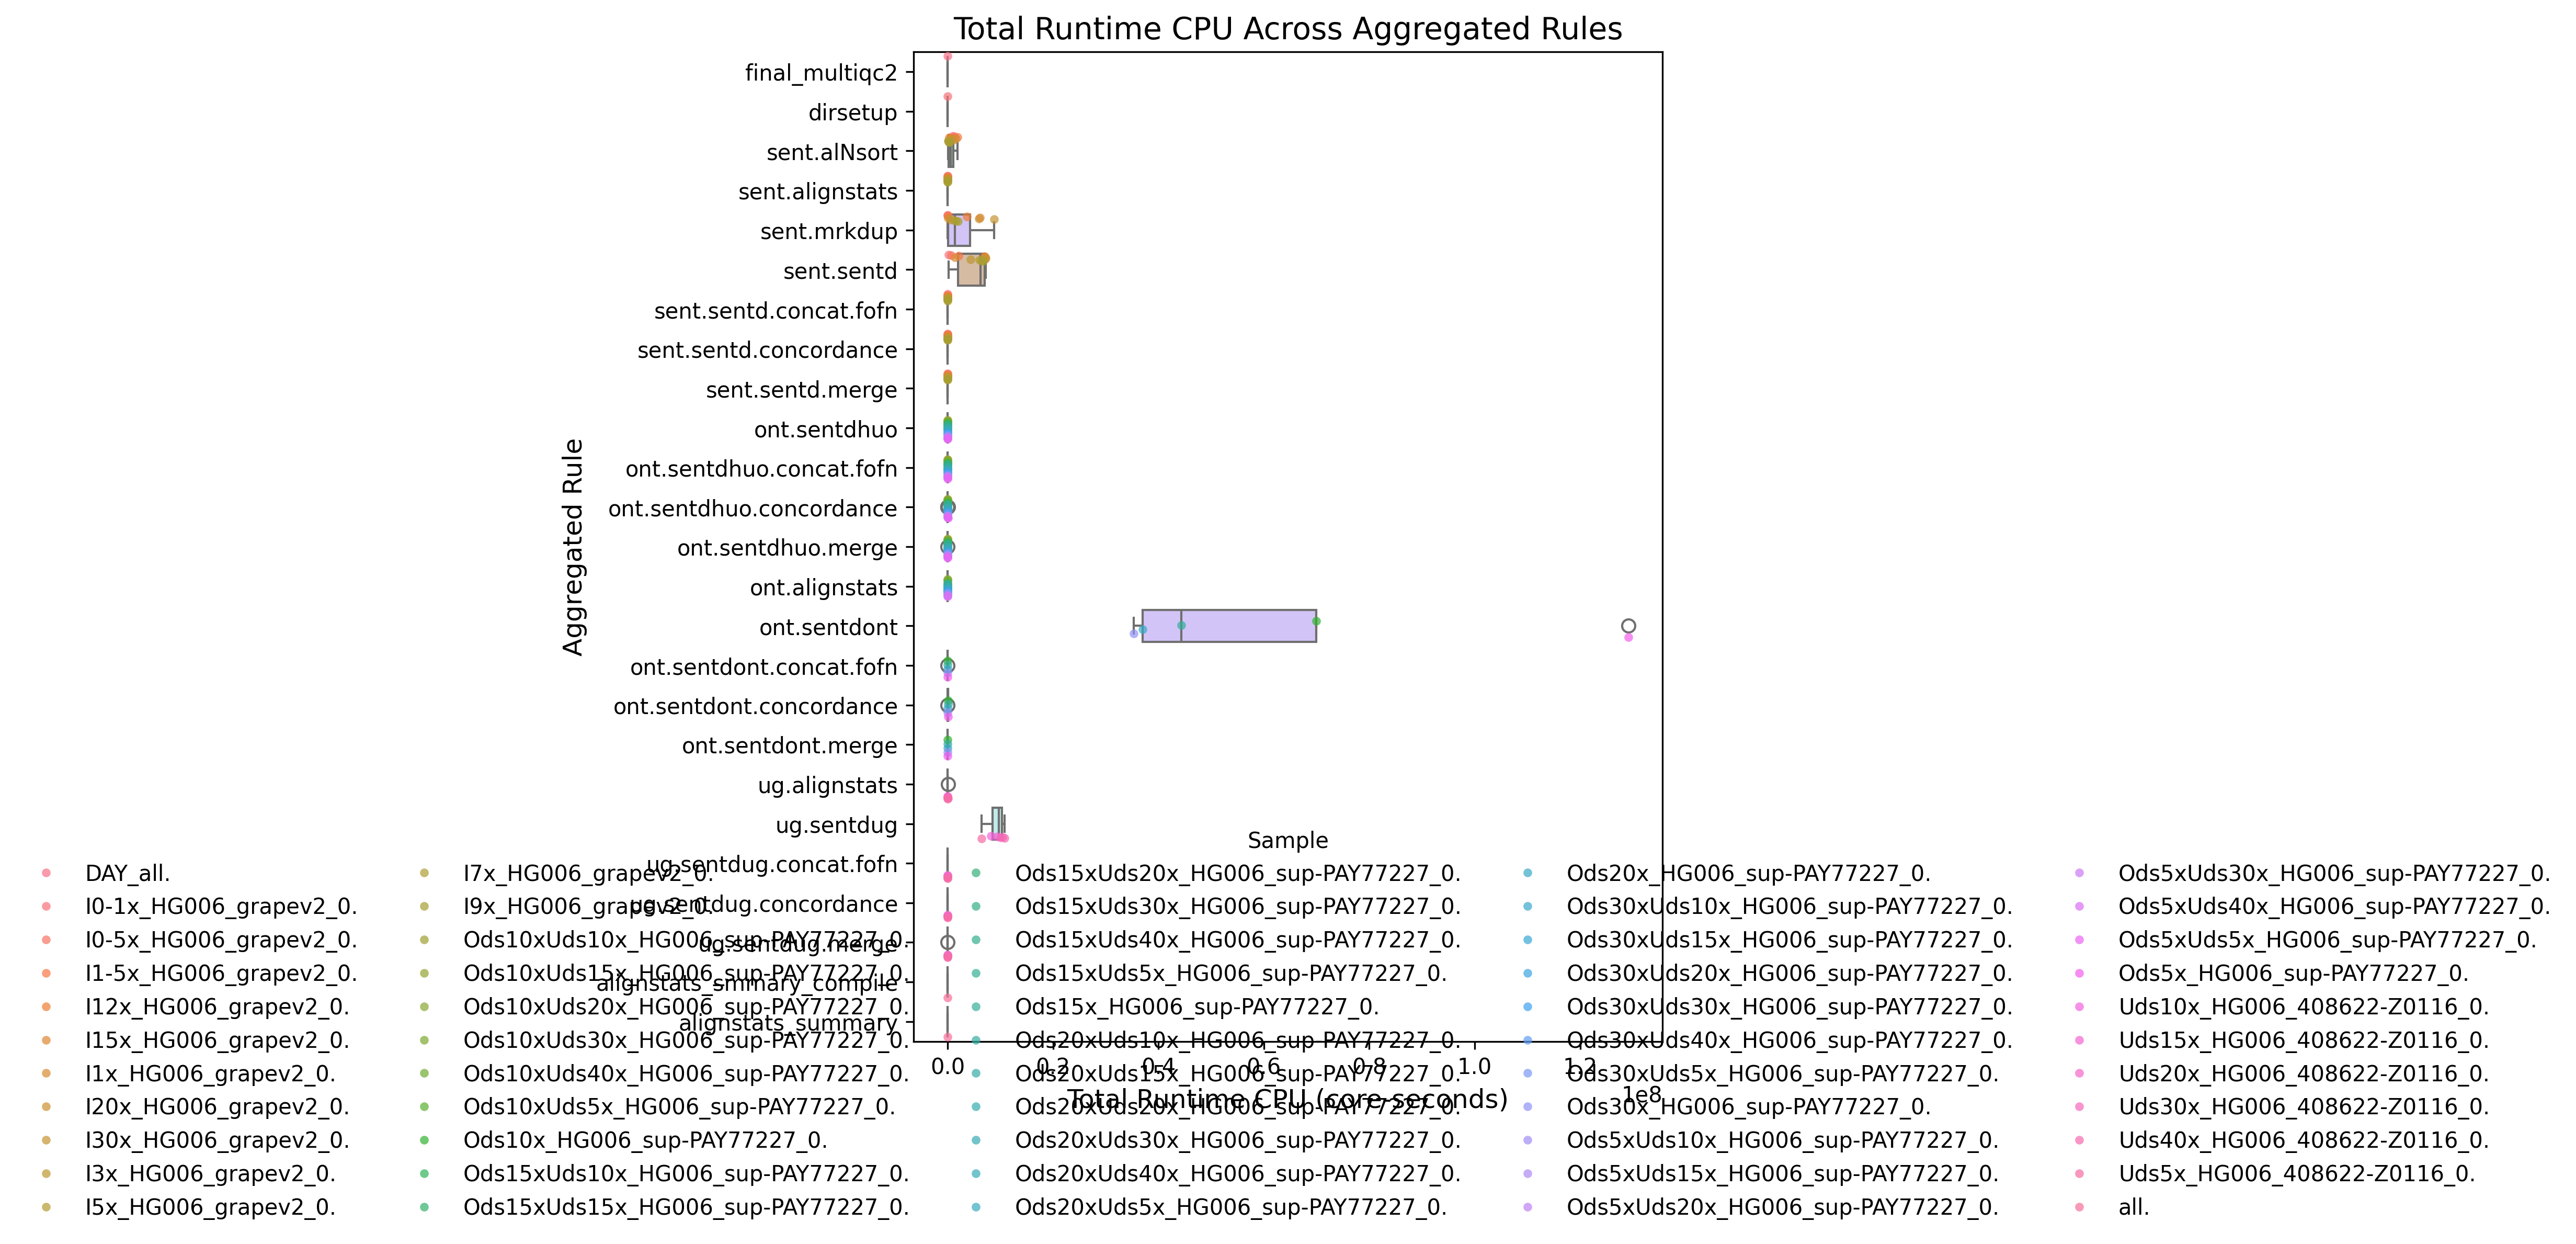 Total Runtime CPU Across Aggregated Rules
final_multiqc2
dirsetup
sent.alNsort
sent.alignstats
sent.mrkdup
sent.sentd
sent.sentd.concat.fofn
sent.sentd.concordance
sent.sentd.merge
ont.sentdhuo
ont.sentdhuo.concat.fofn
ont.sentdhuo.concordance
ont.sentdhuo.merge
ont.alignstats
ont.sentdont
ont.sentdont.concat.fofn
ont.sentdont.concordance
ont.sentdont.merge
ug.alignstats
ug.sentdug
ug.sentdug.concat.fofn
ug.sentdug.concordance
ug.sentdug.merge
alignstats_smmary_compile
alignstats_summary
Aggregated Rule
0.0 0.2 0.4 0.6 0.8 1.0 1.2
1e8
Total Runtime CPU (core-seconds)
Sample
DAY_all.
I0-1x_HG006_grapev2_0.
I0-5x_HG006_grapev2_0.
I1-5x_HG006_grapev2_0.
I12x_HG006_grapev2_0.
I15x_HG006_grapev2_0.
I1x_HG006_grapev2_0.
I20x_HG006_grapev2_0.
I30x_HG006_grapev2_0.
I3x_HG006_grapev2_0.
I5x_HG006_grapev2_0.
I7x_HG006_grapev2_0.
I9x_HG006_grapev2_0.
Ods10xUds10x_HG006_sup-PAY77227_0.
Ods10xUds15x_HG006_sup-PAY77227_0.
Ods10xUds20x_HG006_sup-PAY77227_0.
Ods10xUds30x_HG006_sup-PAY77227_0.
Ods10xUds40x_HG006_sup-PAY77227_0.
Ods10xUds5x_HG006_sup-PAY77227_0.
Ods10x_HG006_sup-PAY77227_0.
Ods15xUds10x_HG006_sup-PAY77227_0.
Ods15xUds15x_HG006_sup-PAY77227_0.
Ods15xUds20x_HG006_sup-PAY77227_0.
Ods15xUds30x_HG006_sup-PAY77227_0.
Ods15xUds40x_HG006_sup-PAY77227_0.
Ods15xUds5x_HG006_sup-PAY77227_0.
Ods15x_HG006_sup-PAY77227_0.
Ods20xUds10x_HG006_sup-PAY77227_0.
Ods20xUds15x_HG006_sup-PAY77227_0.
Ods20xUds20x_HG006_sup-PAY77227_0.
Ods20xUds30x_HG006_sup-PAY77227_0.
Ods20xUds40x_HG006_sup-PAY77227_0.
Ods20xUds5x_HG006_sup-PAY77227_0.
Ods20x_HG006_sup-PAY77227_0.
Ods30xUds10x_HG006_sup-PAY77227_0.
Ods30xUds15x_HG006_sup-PAY77227_0.
Ods30xUds20x_HG006_sup-PAY77227_0.
Ods30xUds30x_HG006_sup-PAY77227_0.
Ods30xUds40x_HG006_sup-PAY77227_0.
Ods30xUds5x_HG006_sup-PAY77227_0.
Ods30x_HG006_sup-PAY77227_0.
Ods5xUds10x_HG006_sup-PAY77227_0.
Ods5xUds15x_HG006_sup-PAY77227_0.
Ods5xUds20x_HG006_sup-PAY77227_0.
Ods5xUds30x_HG006_sup-PAY77227_0.
Ods5xUds40x_HG006_sup-PAY77227_0.
Ods5xUds5x_HG006_sup-PAY77227_0.
Ods5x_HG006_sup-PAY77227_0.
Uds10x_HG006_408622-Z0116_0.
Uds15x_HG006_408622-Z0116_0.
Uds20x_HG006_408622-Z0116_0.
Uds30x_HG006_408622-Z0116_0.
Uds40x_HG006_408622-Z0116_0.
Uds5x_HG006_408622-Z0116_0.
all.